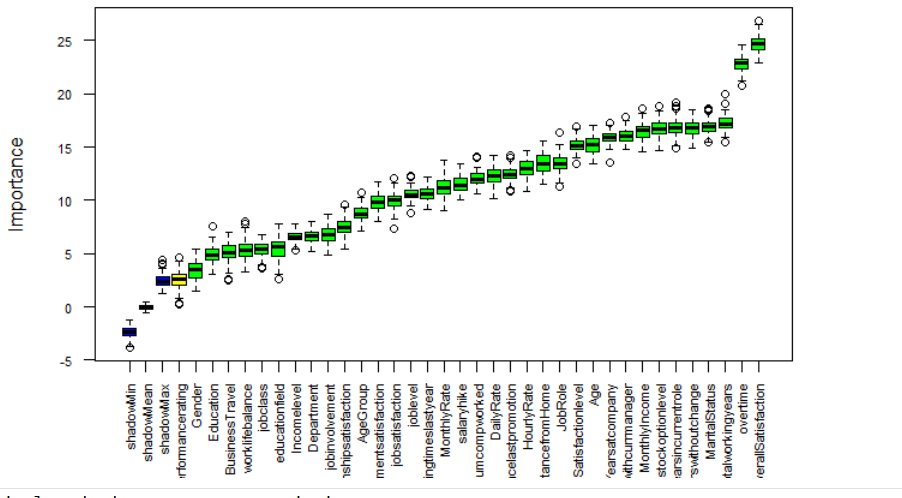 Importance
25
20
15
10
5
0
-5
shadowMin
shadowMean
shadowMax
erformancerating
Gender
Education
BusinessTravel
worklifebalance
jobclass
educationfield
Incomelevel
Department
jobinvolvement
nshipsatisfaction
AgeGroup
mentsatisfaction
jobsatisfaction
joblevel
ingtimeslastyear
MonthlyRate
salaryhike
umcompworked
DailyRate
ncelastpromotion
HourlyRate
tancefromHome
JobRole
Satisfactionlevel
Age
Yearsatcompany
withcurrmanager
MonthlyIncome
stockoptionlevel
earsincurrentrole
rswithoutchange
MaritalStatus
talworkingyears
overtime
verallSatisfaction